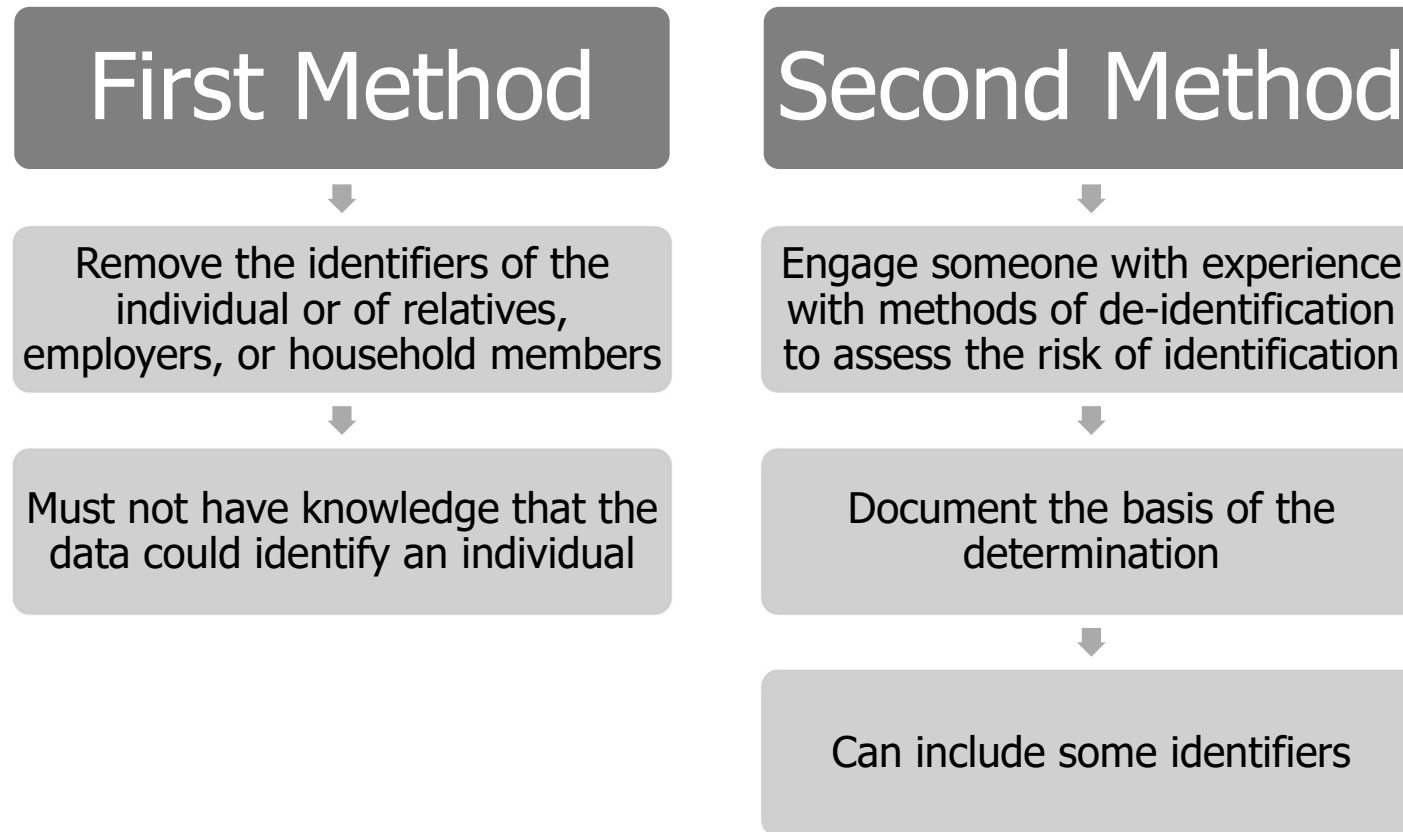 First Method
Remove the identifiers of the
individual or of relatives,
employers, or household members
Must not have knowledge that the
data could identify an individual
Second Method
Engage someone with experience
with methods of de-identification
to assess the risk of identification
Document the basis of the
determination
Can include some identifiers